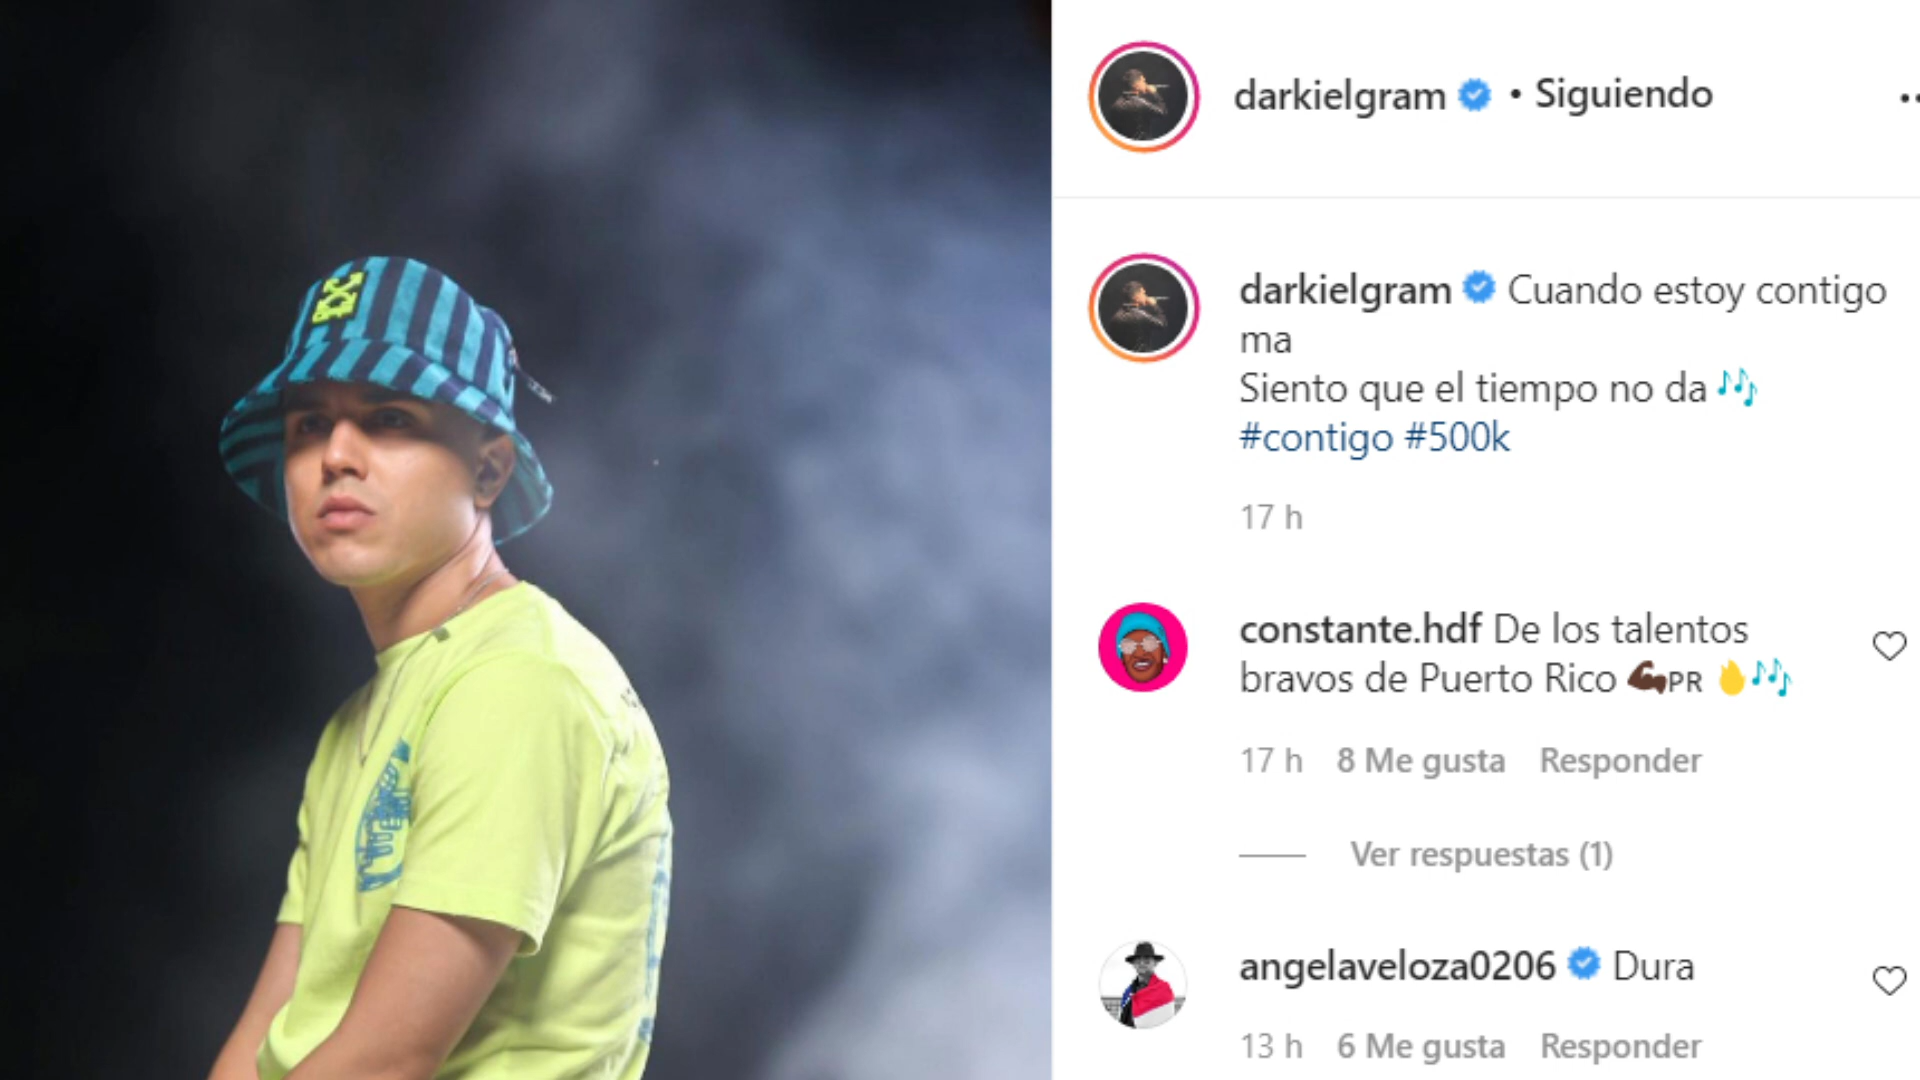 darkielgram • Siguiendo
darkielgram Cuando estoy contigo
ma
Siento que el tiempo no da 🎶
#contigo #500k
17 h
constante.hdf De los talentos
bravos de Puerto Rico 💪🏿PR 🔥🎶
17 h 8 Me gusta Responder
Ver respuestas (1)
angelaveloza0206 Dura
13 h 6 Me gusta Responder